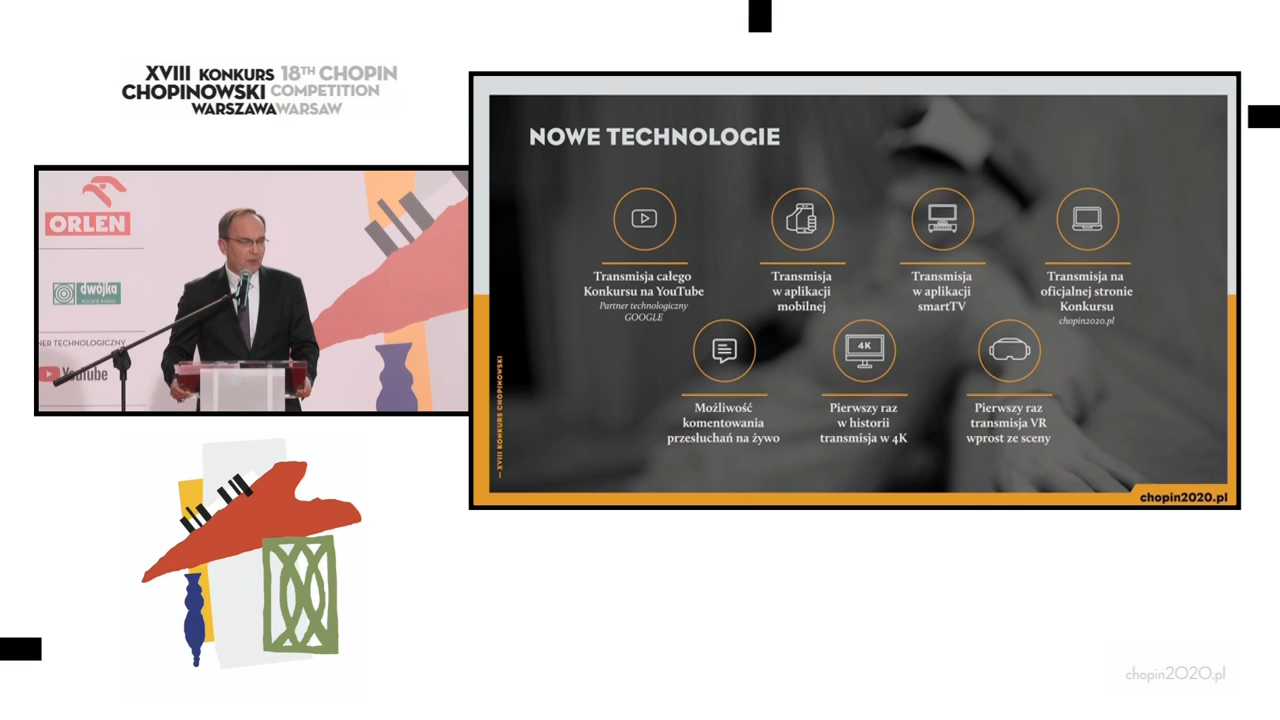 XVIII KONKURS 18TH CHOPIN
CHOPINOWSKI COMPETITION
WARSZAWA WARSAW
ORLEN
dwójka
POLSKIE RADIO
NER TECHNOLOGICZNY
YouTube
NOWE TECHNOLOGIE
Transmisja całego
Konkursu na YouTube
Partner technologiczny
GOOGLE
Transmisja
w aplikacji
mobilnej
Transmisja
w aplikacji
smartTV
Transmisja na
oficjalnej stronie
Konkursu
chopin2020.pl
Możliwość
komentowania
przesłuchań na żywo
4K
Pierwszy raz
w historii
transmisja w 4K
Pierwszy raz
transmisja VR
wprost ze sceny
— XVIII KONKURS CHOPINOWSKI
chopin2020.pl
chopin2020.pl